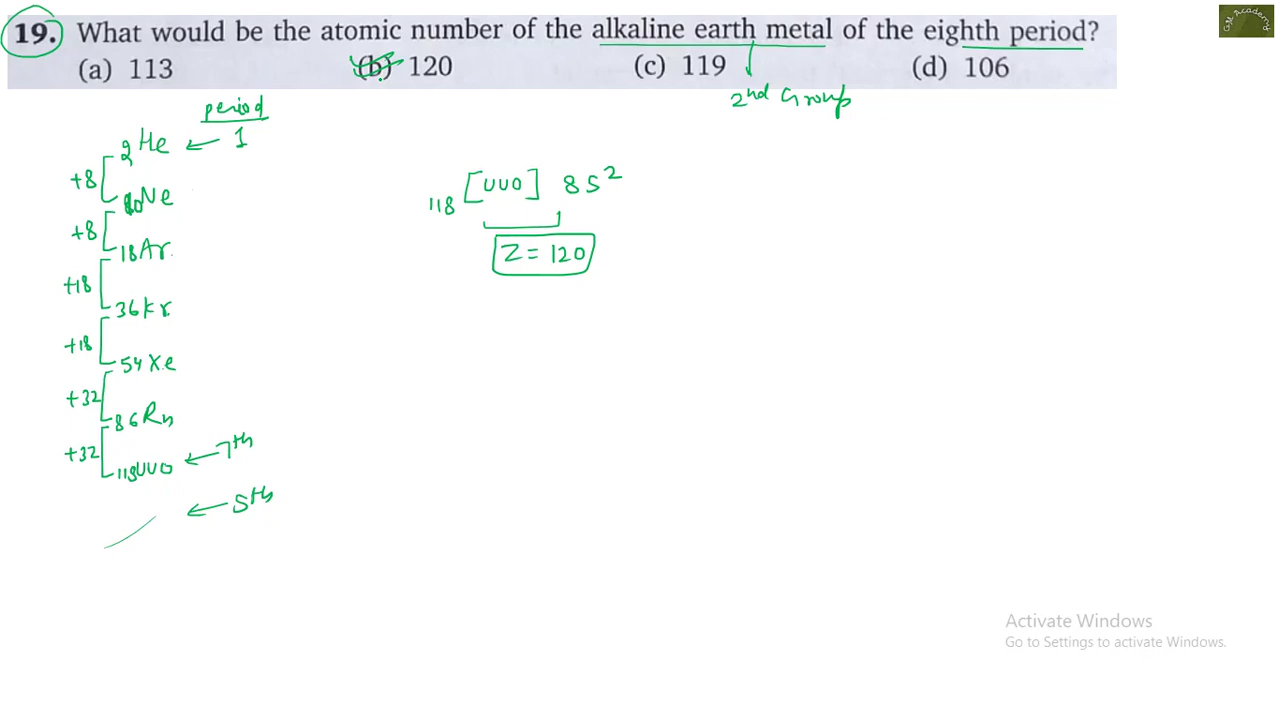 GM Academy
19. What would be the atomic number of the alkaline earth metal of the eighth period?
(a) 113 (b) 120 (c) 119 (d) 106
2nd Group
period
2He ← 1
+8
10Ne
+8
18Ar.
+18
36Kr.
+18
54Xe
+32
86Rn
+32
118UUO ← 7th
← 8th
118 [UUO] 8S2
Z = 120
Activate Windows
Go to Settings to activate Windows.